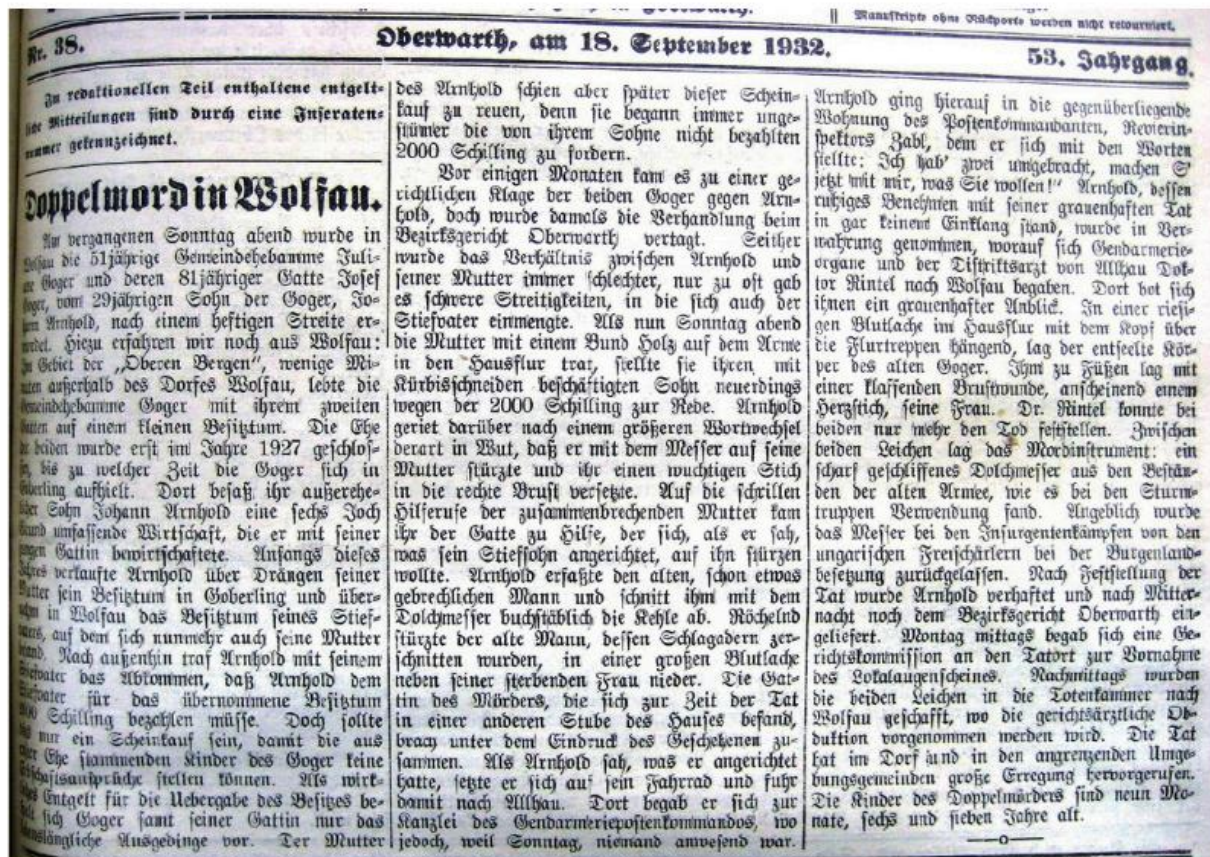 Manuskripte ohne Rückporto werden nicht retourniert.
Nr. 38.
Oberwarth, am 18. September 1932.
53. Jahrgang.
Im redaktionellen Teil enthaltene entgelt-
liche Mitteilungen sind durch eine Inseraten-
nummer gekennzeichnet.
Doppelmord in Wolfau.
Am vergangenen Sonntag abend wurde in
Wolfau die 51jährige Gemeindehebamme Juli-
Goger und deren 81jähriger Gatte Josef
Goger, vom 29jährigen Sohn der Goger, Jo-
Arnhold, nach einem heftigen Streite er-
Hiezu erfahren wir noch aus Wolfau:
Im Gebiet der „Oberen Bergen“, wenige Mi-
nuten außerhalb des Dorfes Wolfau, lebte die
Gemeindehebamme Goger mit ihrem zweiten
Gatten auf einem kleinen Besitztum. Die Ehe
der beiden wurde erst im Jahre 1927 geschlos-
sen, bis zu welcher Zeit die Goger sich in
Goberling aufhielt. Dort besaß ihr außerehe-
licher Sohn Johann Arnhold eine sechs Joch
Grund umfassende Wirtschaft, die er mit seiner
jungen Gattin bewirtschaftete. Anfangs dieses
Jahres verkaufte Arnhold über Drängen seiner
Mutter sein Besitztum in Goberling und über-
nahm in Wolfau das Besitztum seines Stief-
vaters, auf dem sich nunmehr auch seine Mutter
befand. Nach außenhin traf Arnhold mit seinem
Stiefvater das Abkommen, daß Arnhold dem
Stiefvater für das übernommene Besitztum
Schilling bezahlen müsse. Doch sollte
das nur ein Scheinkauf sein, damit die aus
Ehe stammenden Kinder des Goger keine
Erbschaftsansprüche stellen können. Als wirk-
liches Entgelt für die Uebergabe des Besitzes be-
hielt sich Goger samt seiner Gattin nur das
lebenslängliche Ausgedinge vor. Der Mutter
des Arnhold schien aber später dieser Schein-
kauf zu reuen, denn sie begann immer unge-
stümer die von ihrem Sohne nicht bezahlten
2000 Schilling zu fordern.
Vor einigen Monaten kam es zu einer ge-
richtlichen Klage der beiden Goger gegen Arn-
hold, doch wurde damals die Verhandlung beim
Bezirksgericht Oberwarth vertagt. Seither
wurde das Verhältnis zwischen Arnhold und
seiner Mutter immer schlechter, nur zu oft gab
es schwere Streitigkeiten, in die sich auch der
Stiefvater einmengte. Als nun Sonntag abend
die Mutter mit einem Bund Holz auf dem Arme
in den Hausflur trat, stellte sie ihren mit
Kürbisschneiden beschäftigten Sohn neuerdings
wegen der 2000 Schilling zur Rede. Arnhold
geriet darüber nach einem größeren Wortwechsel
derart in Wut, daß er mit dem Messer auf seine
Mutter stürzte und ihr einen wuchtigen Stich
in die rechte Brust versetzte. Auf die schrillen
Hilferufe der zusammenbrechenden Mutter kam
ihr der Gatte zu Hilfe, der sich, als er sah,
was sein Stiefsohn angerichtet, auf ihn stürzen
wollte. Arnhold erfaßte den alten, schon etwas
gebrechlichen Mann und schnitt ihm mit dem
Dolchmesser buchstäblich die Kehle ab. Röchelnd
stürzte der alte Mann, dessen Schlagadern zer-
schnitten wurden, in einer großen Blutlache
neben seiner sterbenden Frau nieder. Die Gat-
tin des Mörders, die sich zur Zeit der Tat
in einer anderen Stube des Hauses befand,
brach unter dem Eindruck des Geschehenen zu-
sammen. Als Arnhold sah, was er angerichtet
hatte, setzte er sich auf sein Fahrrad und fuhr
damit nach Allhau. Dort begab er sich zur
Kanzlei des Gendarmeriepostenkommandos, wo
jedoch, weil Sonntag, niemand anwesend war.
Arnhold ging hierauf in die gegenüberliegende
Wohnung des Postenkommandanten, Revierin-
spektors Zabl, dem er sich mit den Worten
stellte: Ich hab' zwei umgebracht, machen S'
jetzt mit mir, was Sie wollen!“ Arnhold, dessen
ruhiges Benehmen mit seiner grauenhaften Tat
in gar keinem Einklang stand, wurde in Ver-
wahrung genommen, worauf sich Gendarmerie-
organe und der Distriktsarzt von Allhau Dok-
tor Rintel nach Wolfau begaben. Dort bot sich
ihnen ein grauenhafter Anblick. In einer riesi-
gen Blutlache im Hausflur mit dem Kopf über
die Flurtreppen hängend, lag der entseelte Kör-
per des alten Goger. Ihm zu Füßen lag mit
einer klaffenden Brustwunde, anscheinend einem
Herzstich, seine Frau. Dr. Rintel konnte bei
beiden nur mehr den Tod feststellen. Zwischen
beiden Leichen lag das Mordinstrument: ein
scharf geschliffenes Dolchmesser aus den Bestän-
den der alten Armee, wie es bei den Sturm-
truppen Verwendung fand. Angeblich wurde
das Messer bei den Insurgentenkämpfen von den
ungarischen Freischärlern bei der Burgenland-
besetzung zurückgelassen. Nach Feststellung der
Tat wurde Arnhold verhaftet und nach Mitter-
nacht noch dem Bezirksgericht Oberwarth ein-
geliefert. Montag mittags begab sich eine Ge-
richtskommission an den Tatort zur Vornahme
des Lokalaugenscheines. Nachmittags wurden
die beiden Leichen in die Totenkammer nach
Wolfau geschafft, wo die gerichtsärztliche Ob-
duktion vorgenommen werden wird. Die Tat
hat im Dorf und in den angrenzenden Umge-
bungsgemeinden große Erregung hervorgerufen.
Die Kinder des Doppelmörders sind neun Mo-
nate, sechs und sieben Jahre alt.